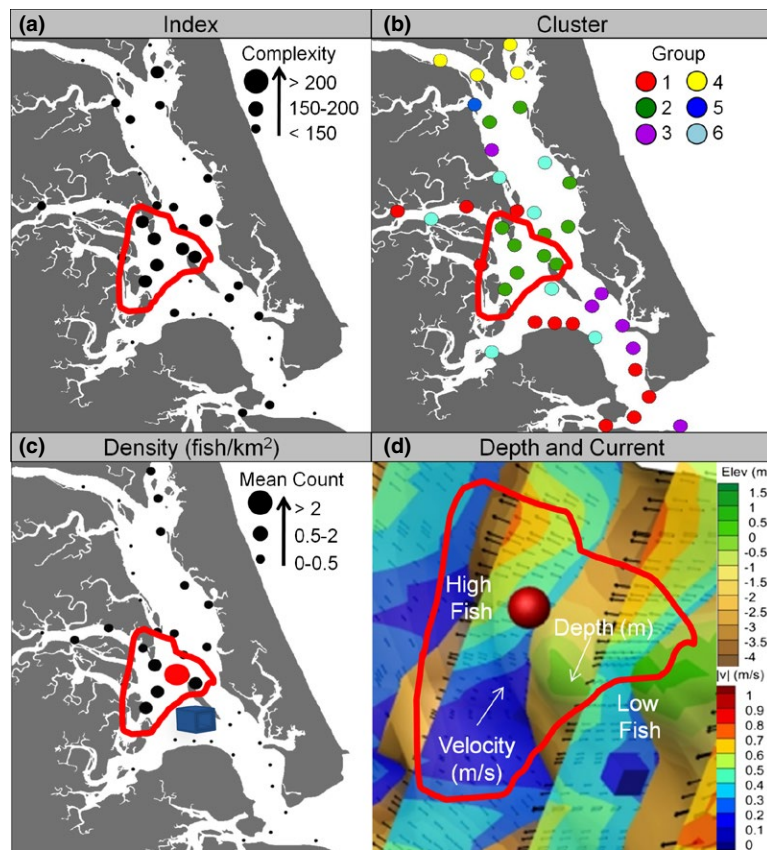 (a) Index
Complexity
> 200
150-200
< 150
(b) Cluster
Group
1 4
2 5
3 6
(c) Density (fish/km²)
Mean Count
> 2
0.5-2
0-0.5
(d) Depth and Current
Elev (m
1.5
1
0.5
0
-0.5
-1
-1.5
-2
-2.5
-3
-3.5
-4
|v| (m/s)
1
0.9
0.8
0.7
0.6
0.5
0.4
0.3
0.2
0.1
0
High
Fish
Depth (m)
Low
Fish
Velocity
(m/s)